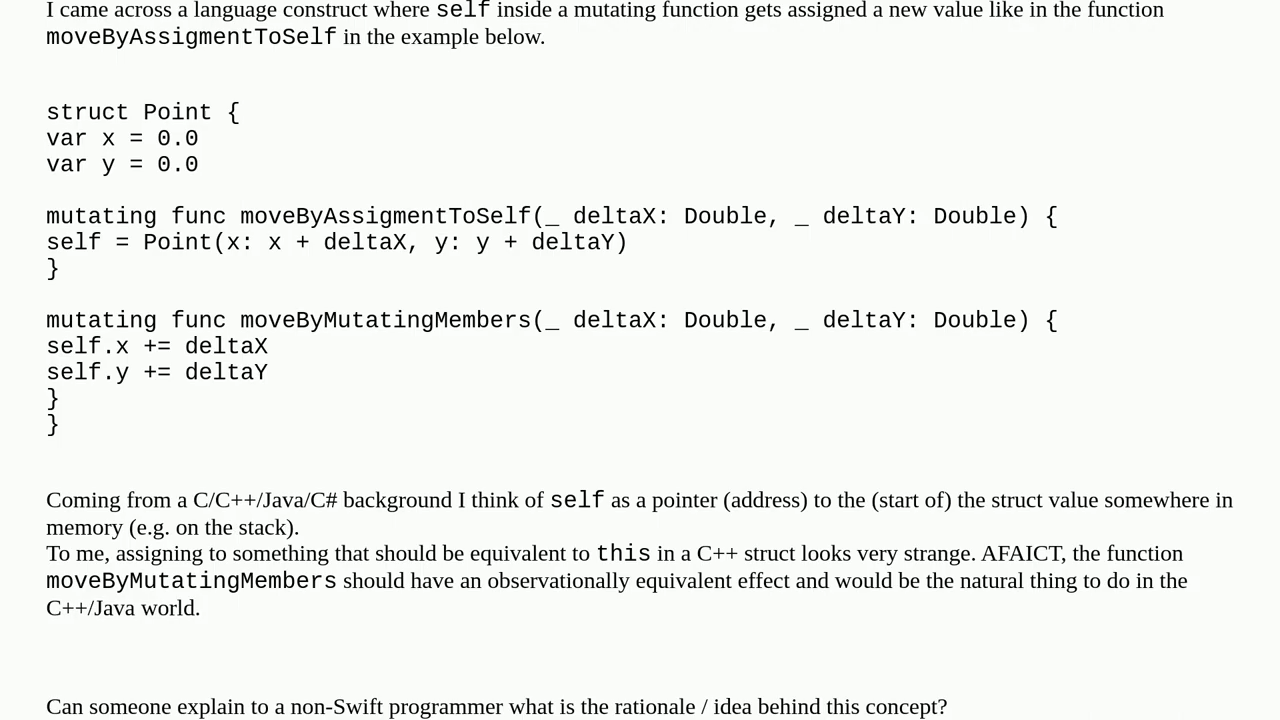 I came across a language construct where self inside a mutating function gets assigned a new value like in the function
moveByAssigmentToSelf in the example below.
struct Point {
var x = 0.0
var y = 0.0
mutating func moveByAssigmentToSelf(_ deltaX: Double, _ deltaY: Double) {
self = Point(x: x + deltaX, y: y + deltaY)
}
mutating func moveByMutatingMembers(_ deltaX: Double, _ deltaY: Double) {
self.x += deltaX
self.y += deltaY
}
}
Coming from a C/C++/Java/C# background I think of self as a pointer (address) to the (start of) the struct value somewhere in
memory (e.g. on the stack).
To me, assigning to something that should be equivalent to this in a C++ struct looks very strange. AFAICT, the function
moveByMutatingMembers should have an observationally equivalent effect and would be the natural thing to do in the
C++/Java world.
Can someone explain to a non-Swift programmer what is the rationale / idea behind this concept?